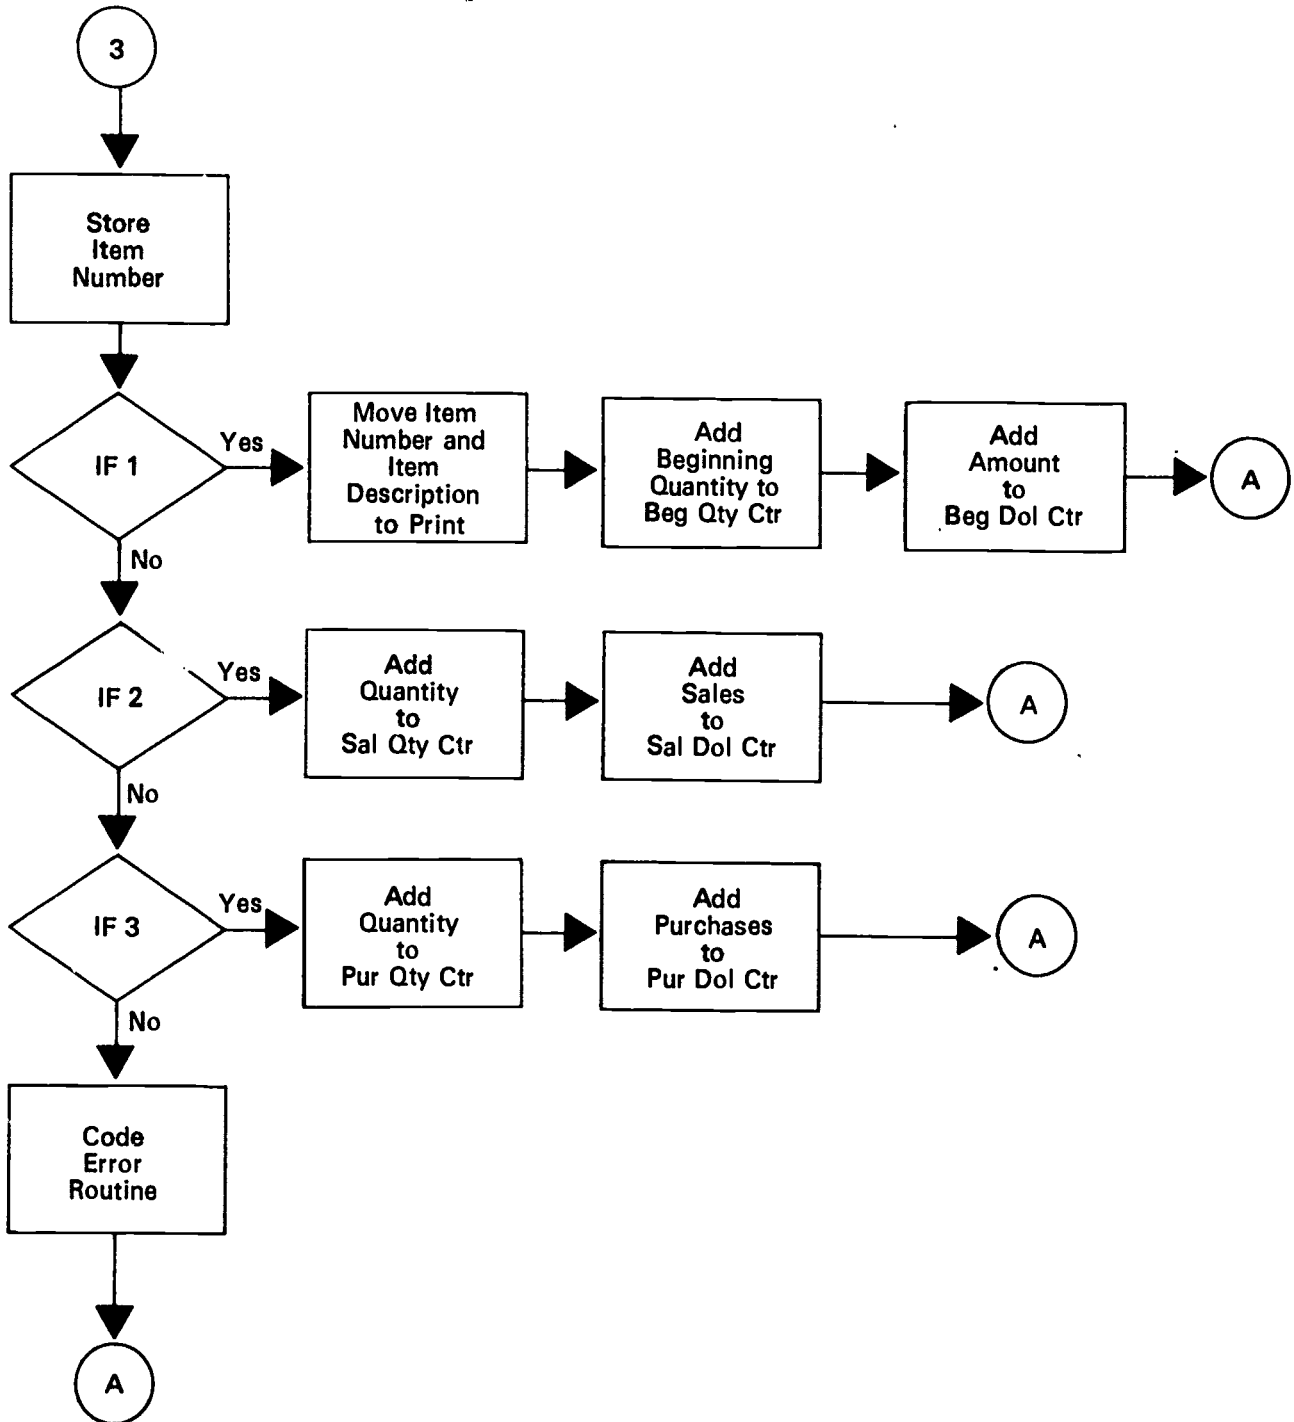 3
Store
Item
Number
IF 1
Yes
Move Item
Number and
Item
Description
to Print
Add
Beginning
Quantity to
Beg Qty Ctr
Add
Amount
to
Beg Dol Ctr
A
No
IF 2
Yes
Add
Quantity
to
Sal Qty Ctr
Add
Sales
to
Sal Dol Ctr
A
No
IF 3
Yes
Add
Quantity
to
Pur Qty Ctr
Add
Purchases
to
Pur Dol Ctr
A
No
Code
Error
Routine
A